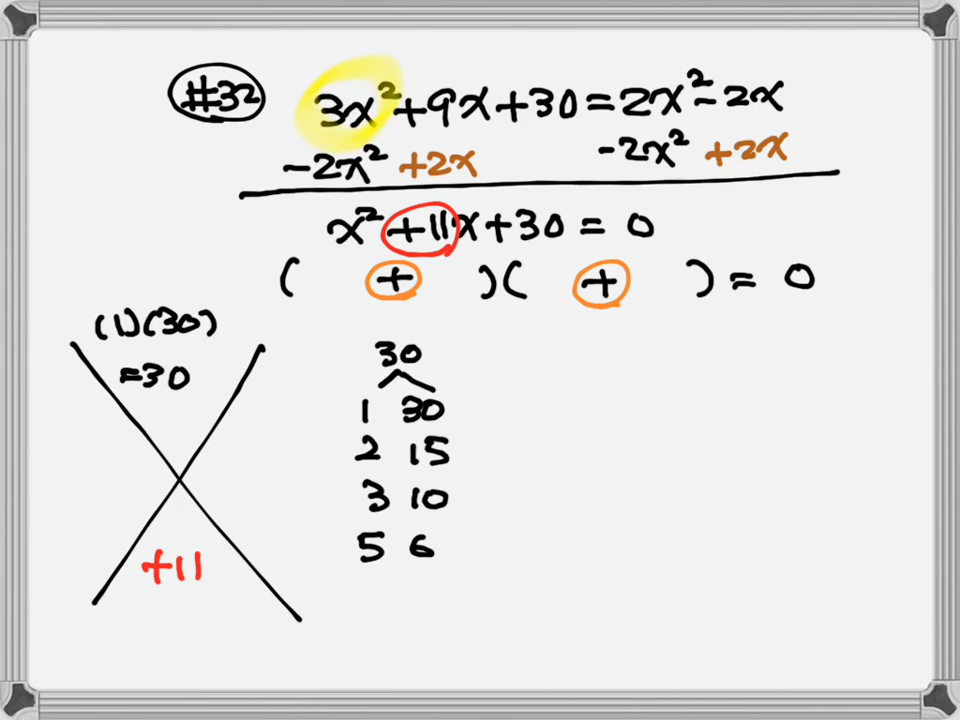 #32 3x²+9x+30=2x²-2x
-2x² +2x -2x² +2x
x²+11x+30=0
( + )( + )=0
(1)(30)
=30
+11
30
1 30
2 15
3 10
5 6